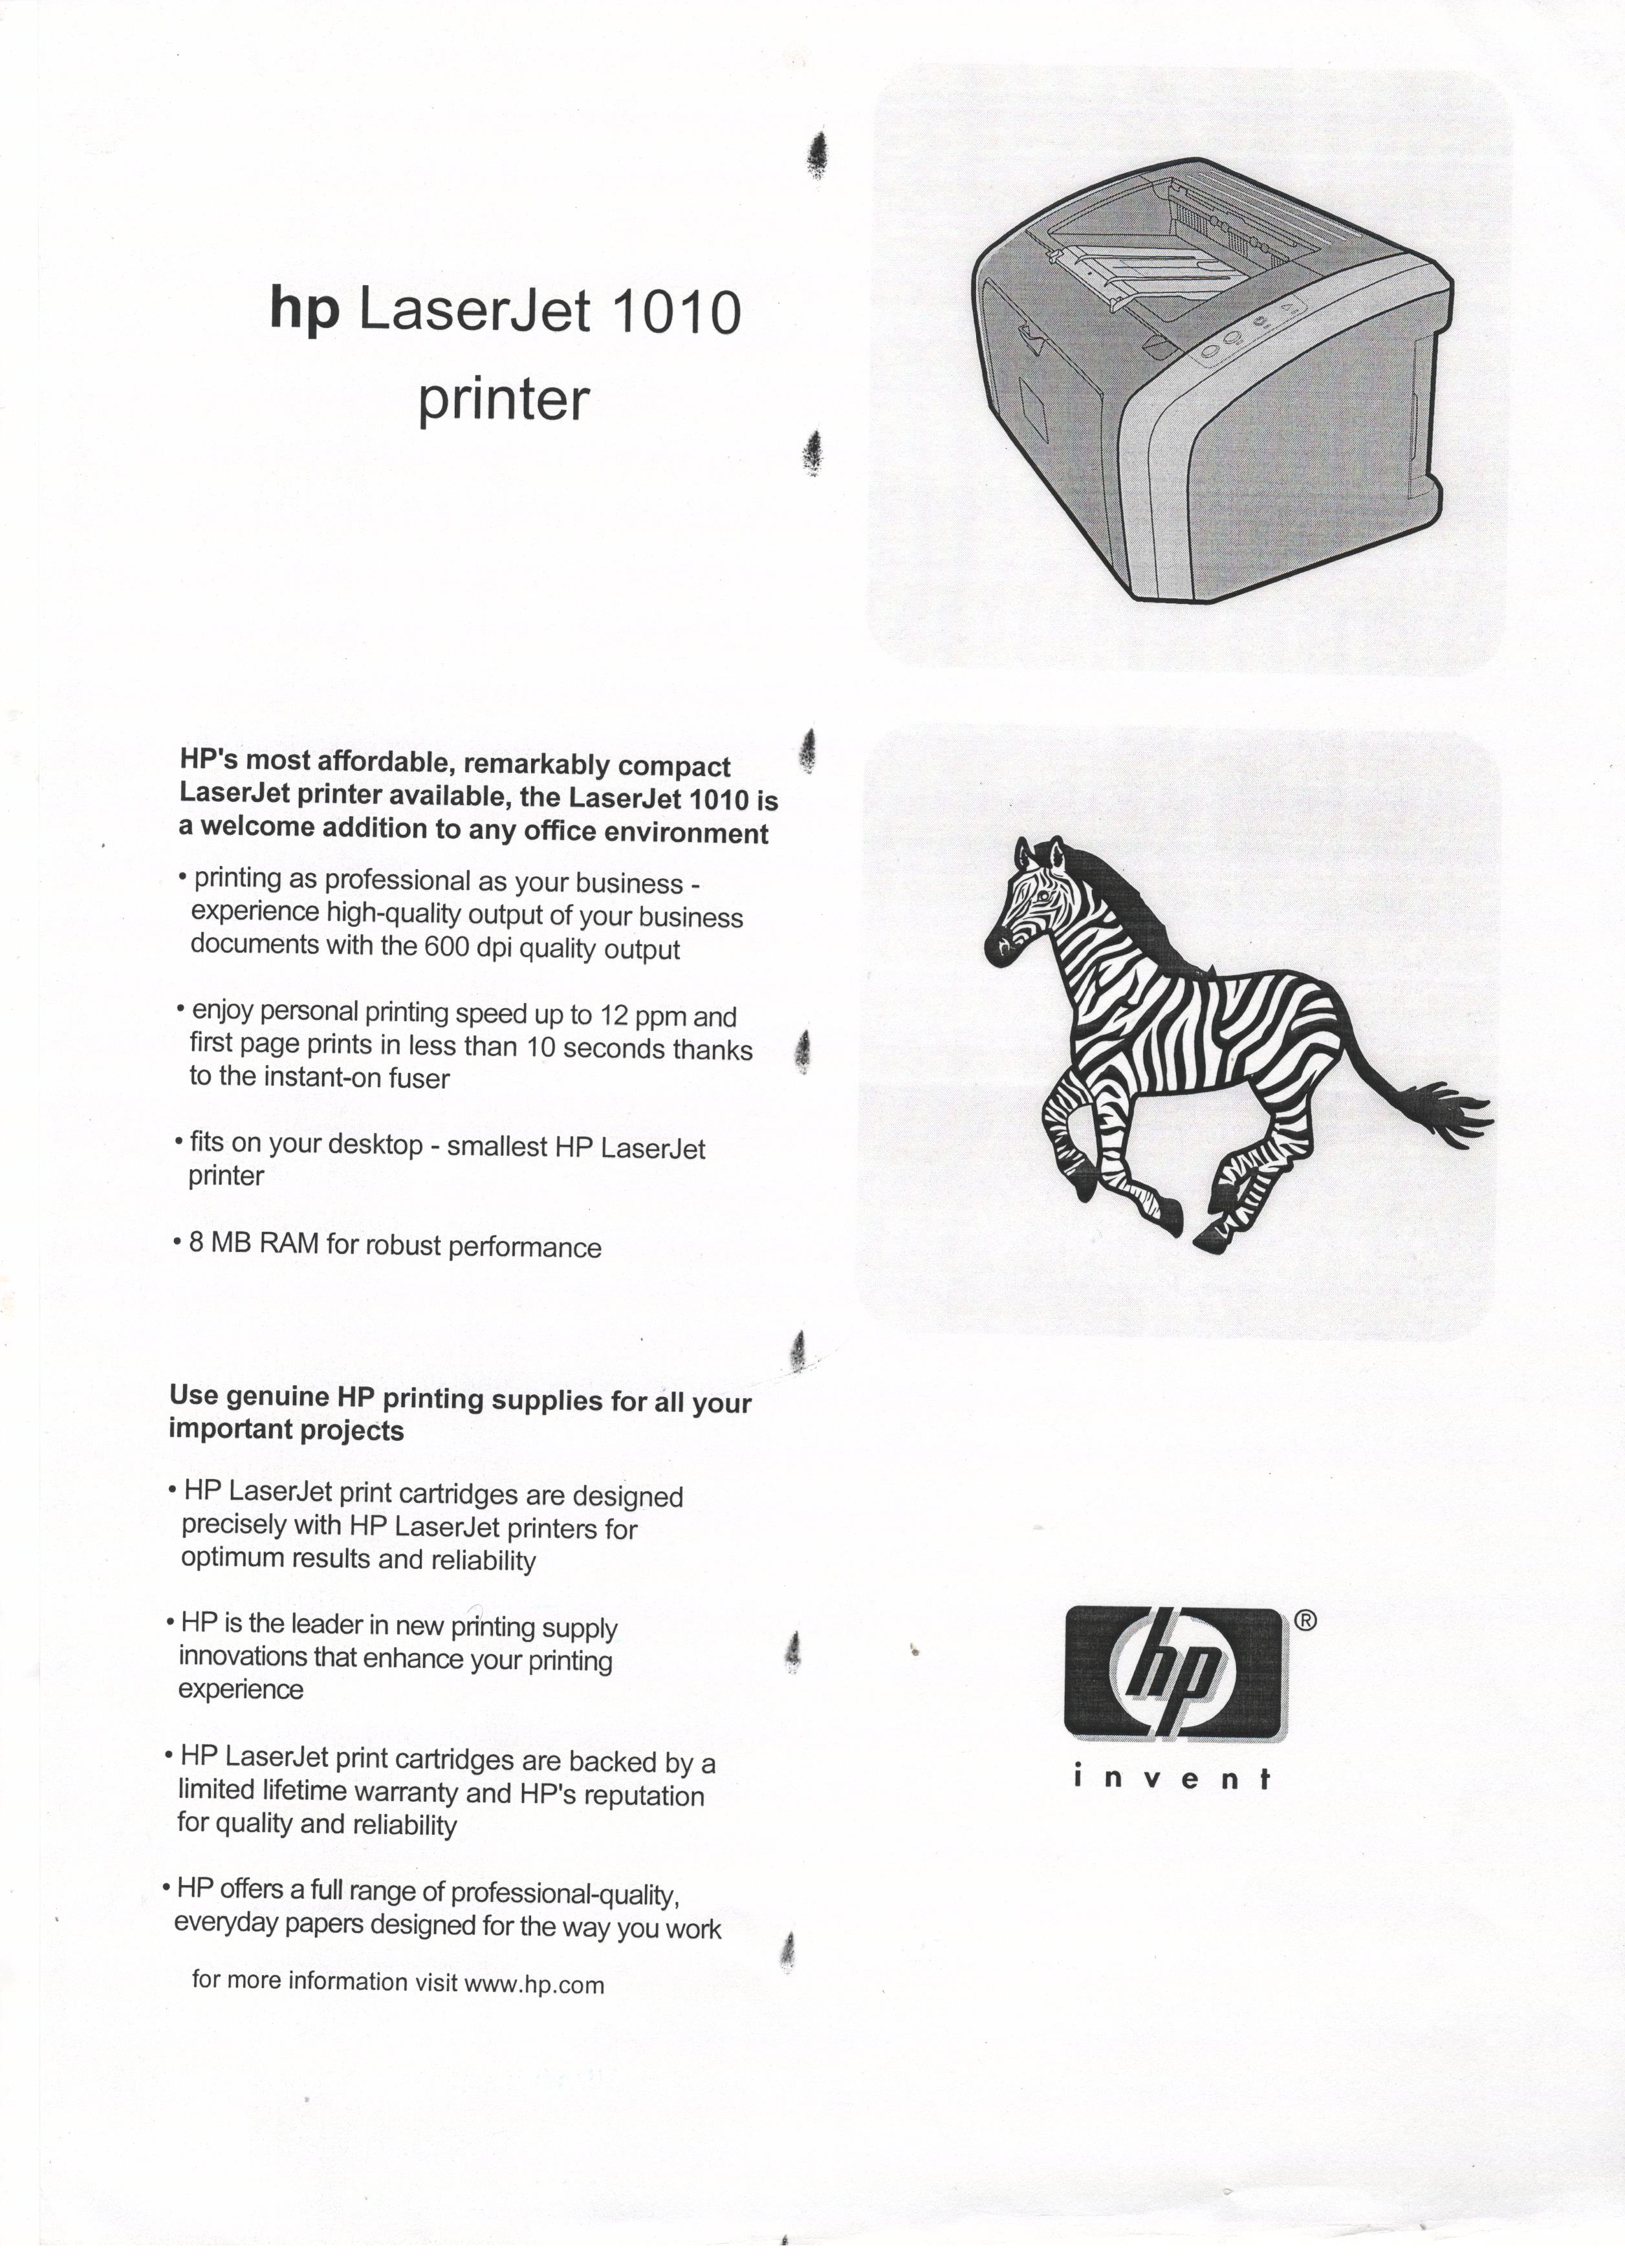 hp LaserJet 1010
printer
HP's most affordable, remarkably compact
LaserJet printer available, the LaserJet 1010 is
a welcome addition to any office environment
• printing as professional as your business -
experience high-quality output of your business
documents with the 600 dpi quality output
• enjoy personal printing speed up to 12 ppm and
first page prints in less than 10 seconds thanks
to the instant-on fuser
• fits on your desktop - smallest HP LaserJet
printer
• 8 MB RAM for robust performance
Use genuine HP printing supplies for all your
important projects
• HP LaserJet print cartridges are designed
precisely with HP LaserJet printers for
optimum results and reliability
• HP is the leader in new printing supply
innovations that enhance your printing
experience
• HP LaserJet print cartridges are backed by a
limited lifetime warranty and HP's reputation
for quality and reliability
• HP offers a full range of professional-quality,
everyday papers designed for the way you work
for more information visit www.hp.com
hp ®
invent